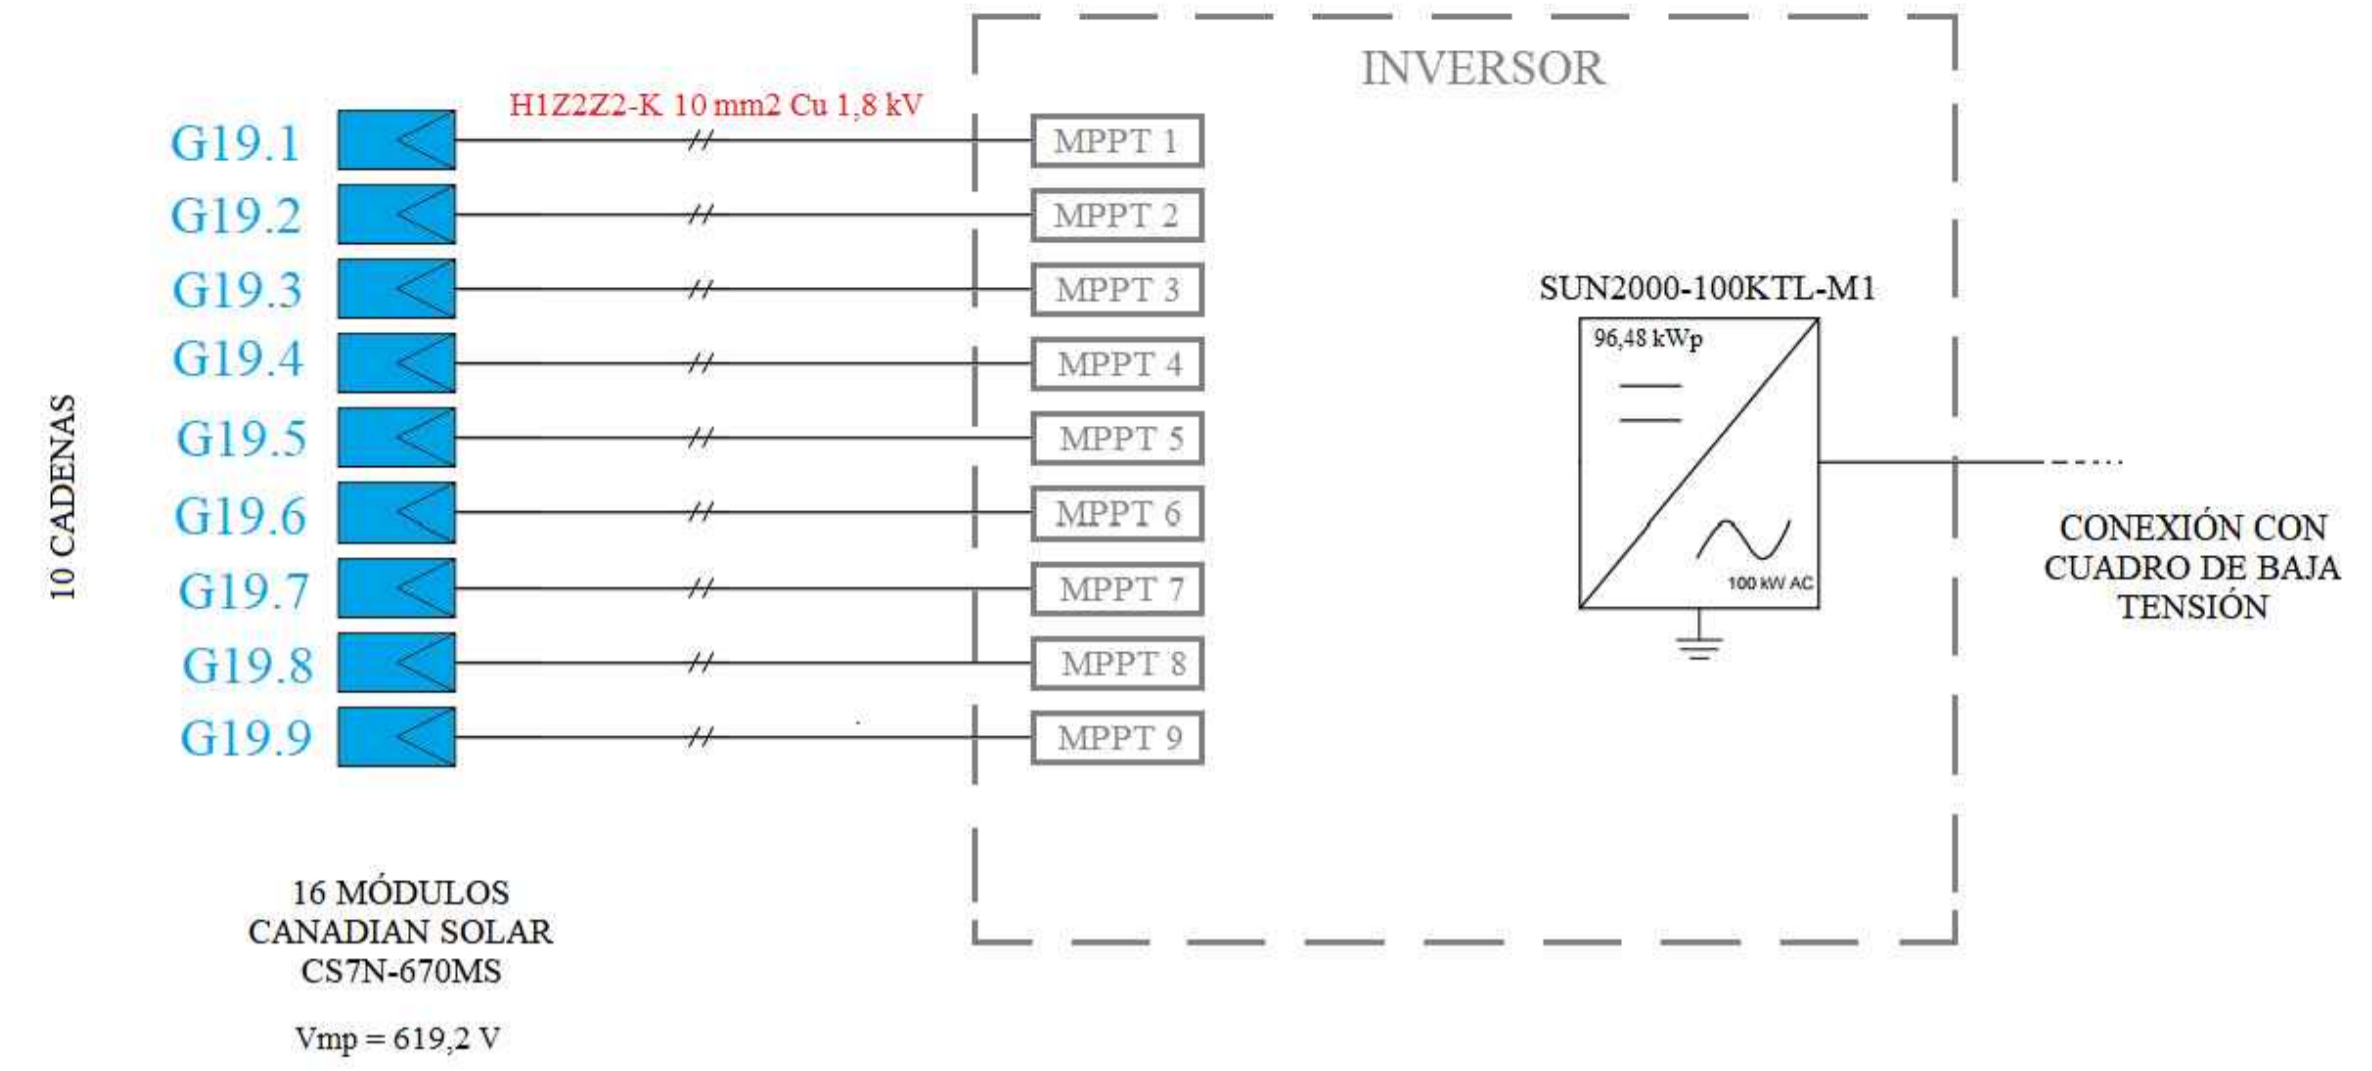 INVERSOR
H1Z2Z2-K 10 mm2 Cu 1,8 kV
G19.1
MPPT 1
G19.2
MPPT 2
G19.3
MPPT 3
G19.4
MPPT 4
G19.5
MPPT 5
G19.6
MPPT 6
G19.7
MPPT 7
G19.8
MPPT 8
G19.9
MPPT 9
10 CADENAS
SUN2000-100KTL-M1
96,48 kWp
100 kW AC
CONEXIÓN CON
CUADRO DE BAJA
TENSIÓN
16 MÓDULOS
CANADIAN SOLAR
CS7N-670MS
Vmp = 619,2 V